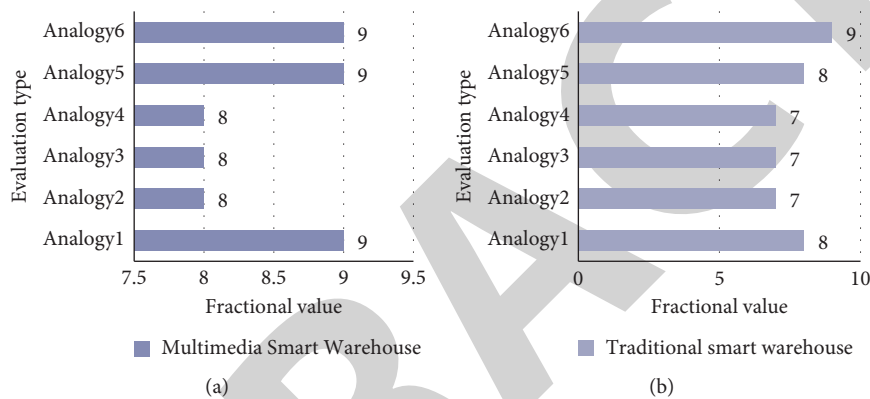 Evaluation type
Analogy6
Analogy5
Analogy4
Analogy3
Analogy2
Analogy1
9
9
8
8
8
9
7.5 8 8.5 9 9.5
Fractional value
Multimedia Smart Warehouse
(a)
Evaluation type
Analogy6
Analogy5
Analogy4
Analogy3
Analogy2
Analogy1
9
8
7
7
7
8
0 5 10
Fractional value
Traditional smart warehouse
(b)